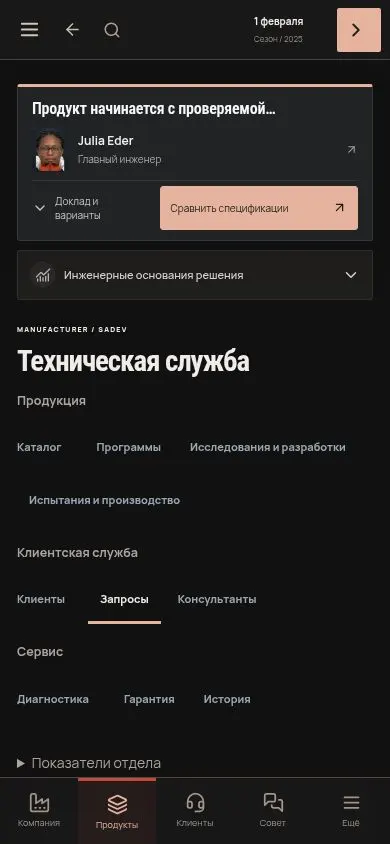 1 февраля
Сезон / 2025
Продукт начинается с проверяемой...
Julia Eder
Главный инженер
Доклад и
варианты
Сравнить спецификации
Инженерные основания решения
MANUFACTURER / SADEV
Техническая служба
Продукция
Каталог Программы Исследования и разработки
Испытания и производство
Клиентская служба
Клиенты Запросы Консультанты
Сервис
Диагностика Гарантия История
Показатели отдела
Компания Продукты Клиенты Совет Ещё